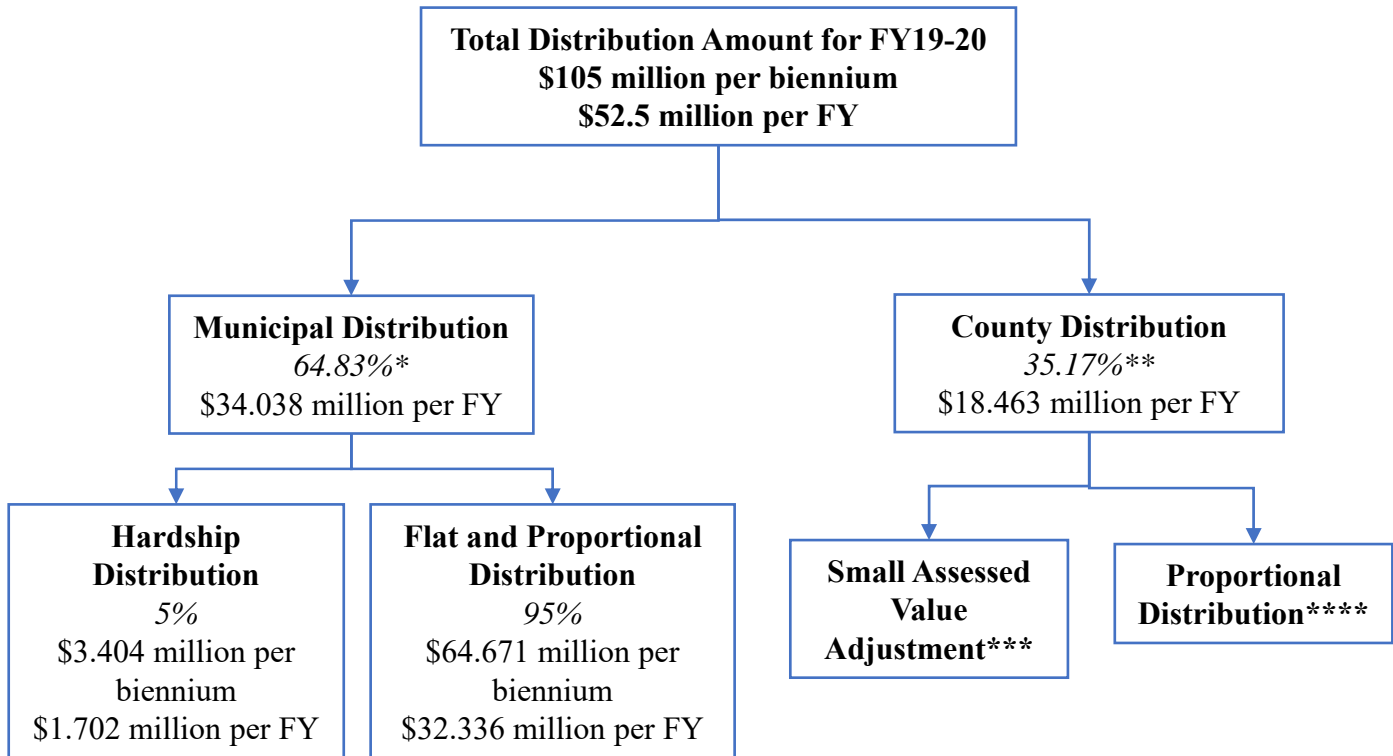 Total Distribution Amount for FY19-20
$105 million per biennium
$52.5 million per FY
Municipal Distribution
64.83%*
$34.038 million per FY
County Distribution
35.17%**
$18.463 million per FY
Hardship
Distribution
5%
$3.404 million per
biennium
$1.702 million per FY
Flat and Proportional
Distribution
95%
$64.671 million per
biennium
$32.336 million per FY
Small Assessed
Value
Adjustment***
Proportional
Distribution****